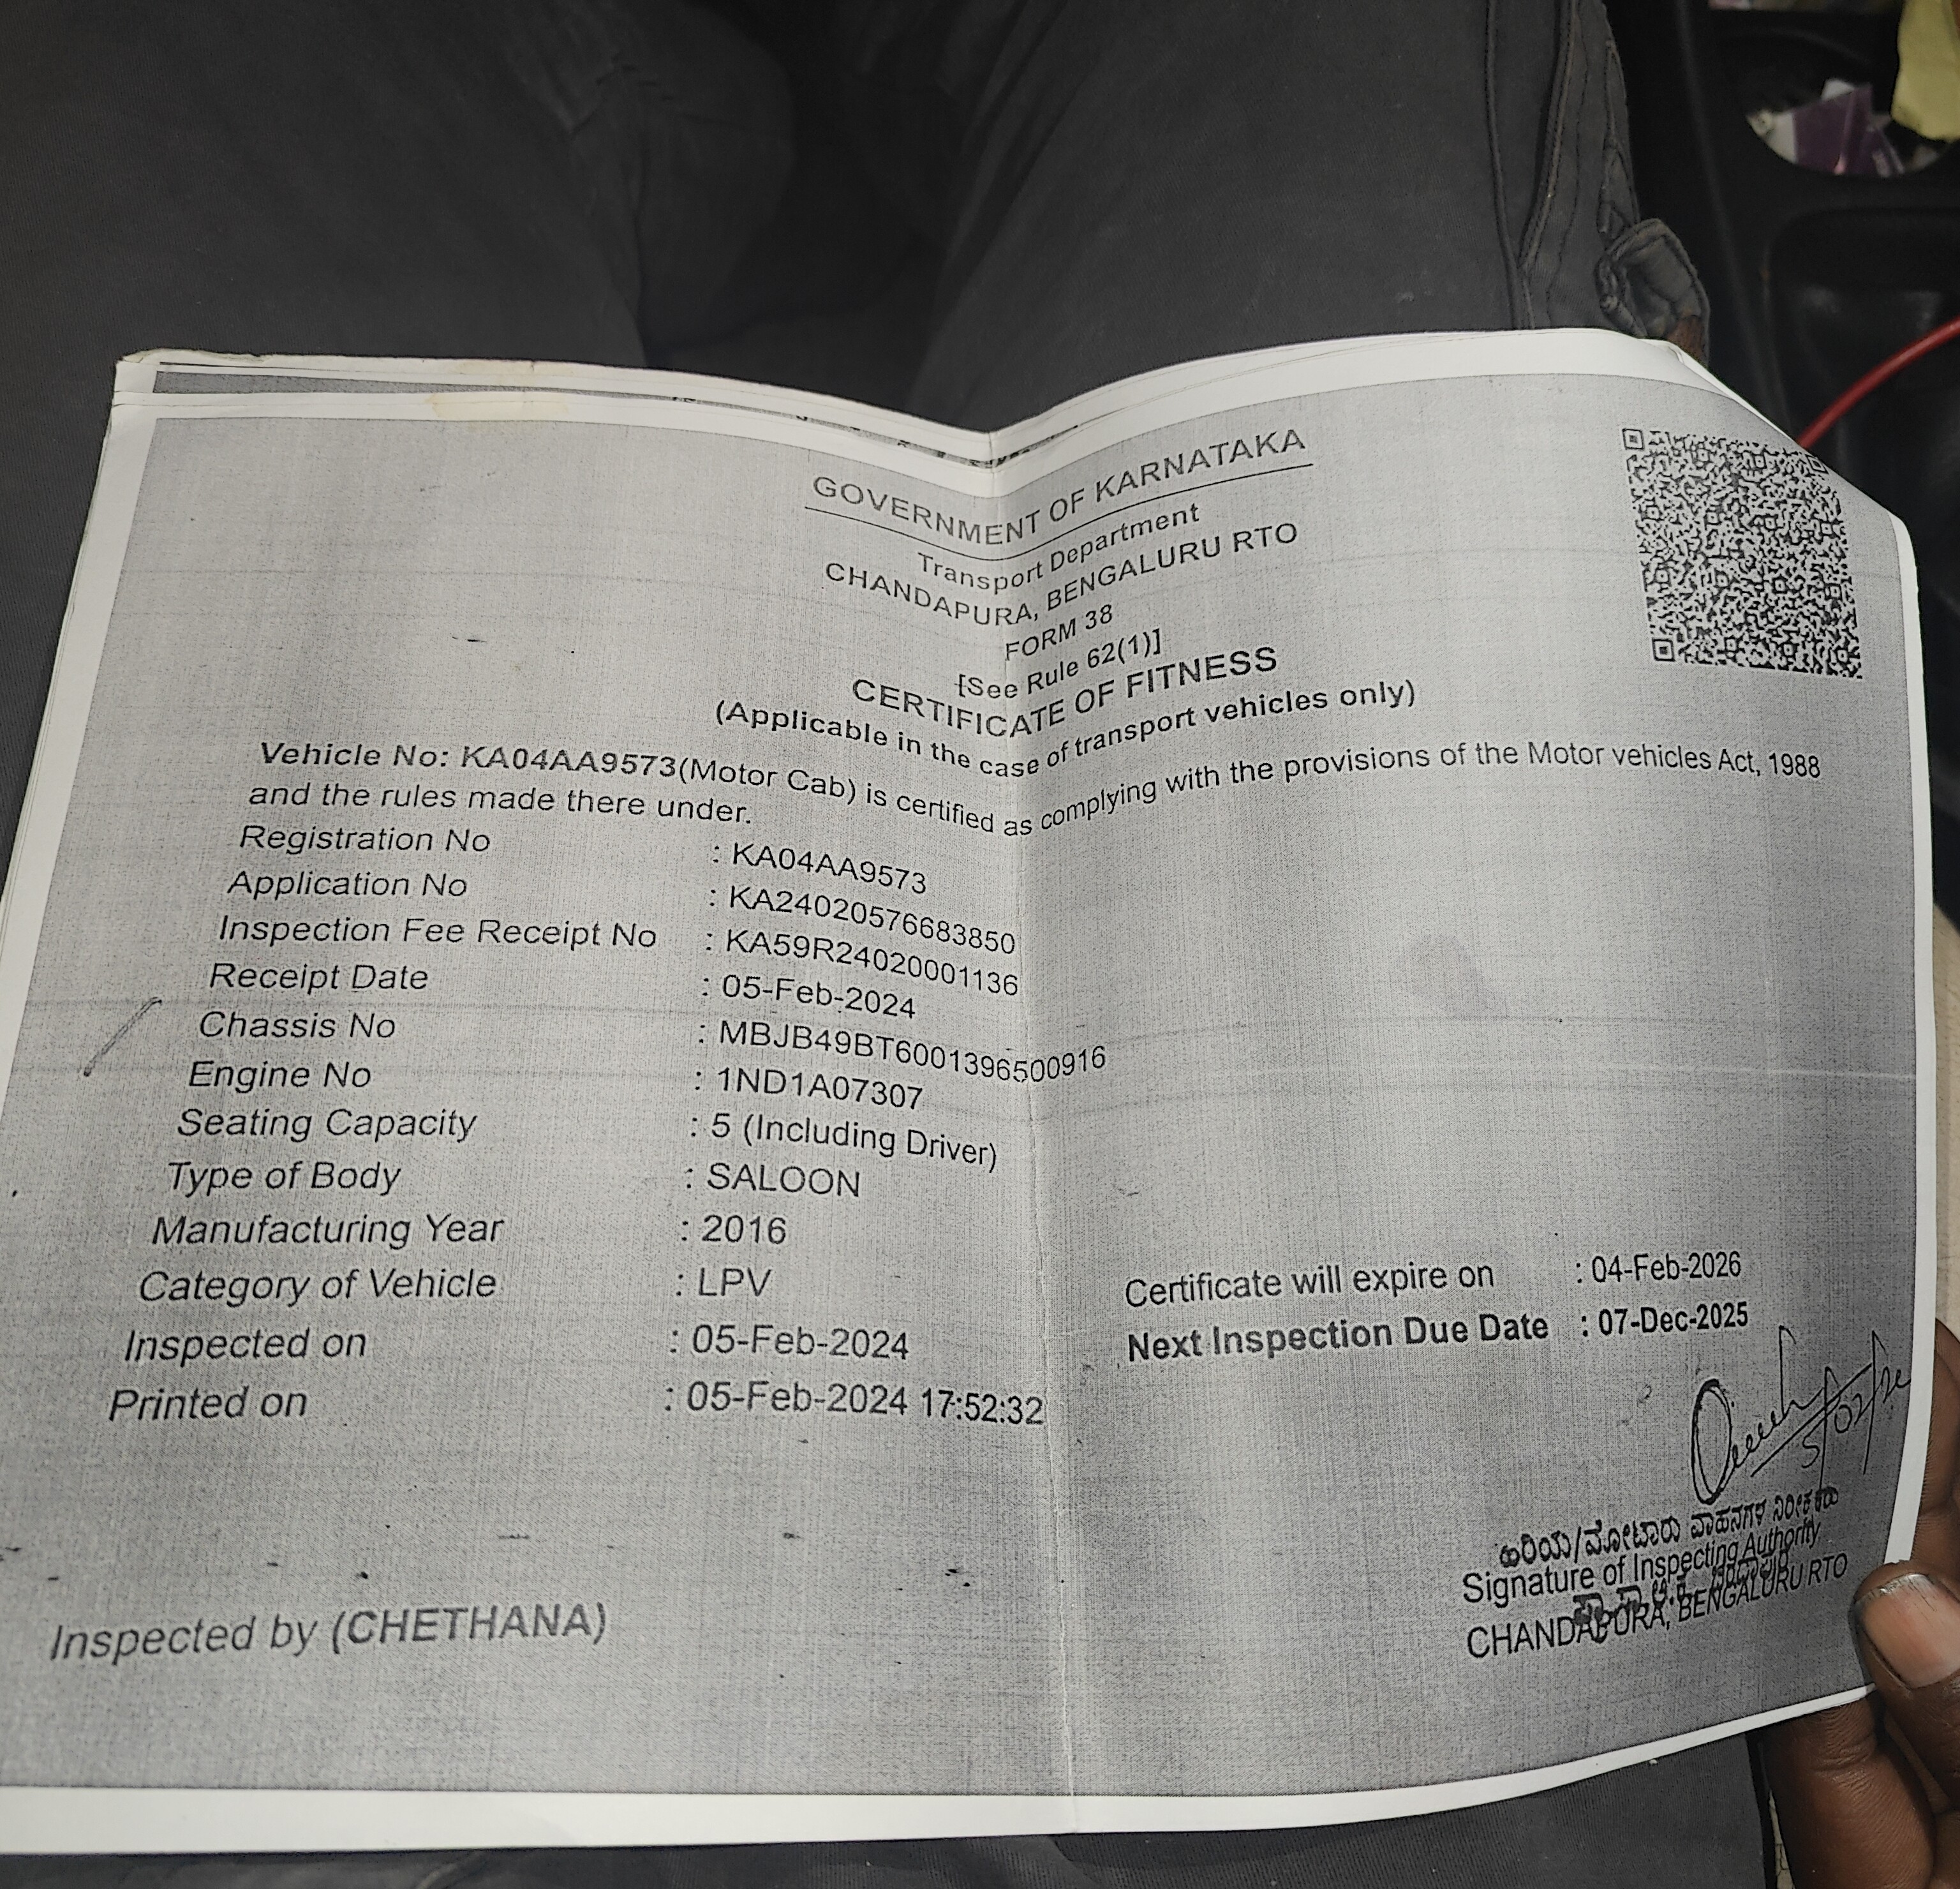 GOVERNMENT OF KARNATAKA
Transport Department
CHANDAPURA, BENGALURU RTO
FORM 38
[See Rule 62(1)]
CERTIFICATE OF FITNESS
(Applicable in the case of transport vehicles only)
Vehicle No: KA04AA9573(Motor Cab) is certified as complying with the provisions of the Motor vehicles Act, 1988
and the rules made there under.
Registration No : KA04AA9573
Application No : KA24020576683850
Inspection Fee Receipt No : KA59R24020001136
Receipt Date : 05-Feb-2024
Chassis No : MBJB49BT6001396500916
Engine No : 1ND1A07307
Seating Capacity : 5 (Including Driver)
Type of Body : SALOON
Manufacturing Year : 2016
Category of Vehicle : LPV
Certificate will expire on : 04-Feb-2026
Inspected on : 05-Feb-2024
Next Inspection Due Date : 07-Dec-2025
Printed on : 05-Feb-2024 17:52:32
ಹಿರಿಯ/ಮೋಟಾರು ವಾಹನಗಳ ನಿರೀಕ್ಷಕರು
Signature of Inspecting Authority
CHANDAPURA, BENGALURU RTO
Inspected by (CHETHANA)